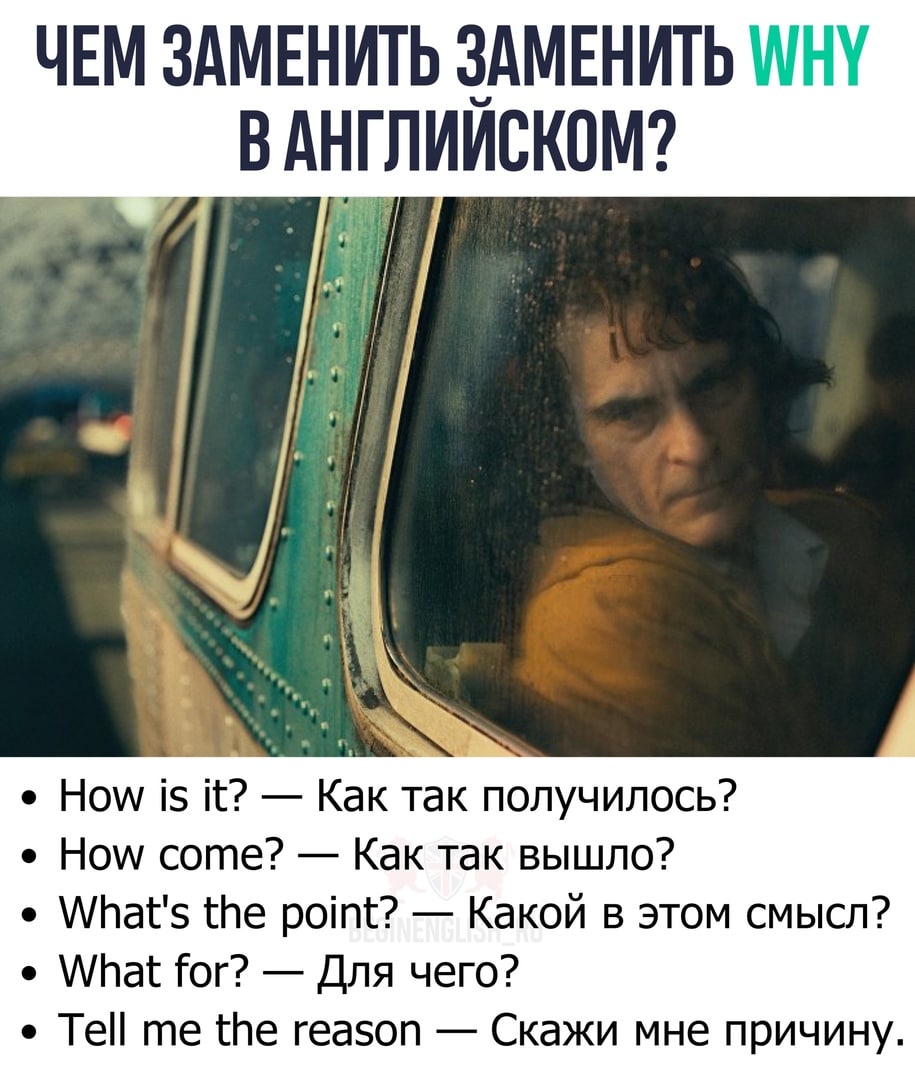 ЧЕМ ЗАМЕНИТЬ ЗАМЕНИТЬ WHY
В АНГЛИЙСКОМ?
• How is it? — Как так получилось?
• How come? — Как так вышло?
• What's the point? — Какой в этом смысл?
BEGINENGLISH_RU
• What for? — Для чего?
• Tell me the reason — Скажи мне причину.